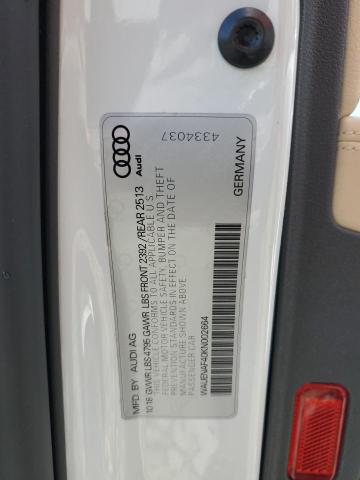 Audi
4334037
MFD. BY AUDI AG
GERMANY
10 18 GVWR LBS 4795 GAWR LBS FRONT 2392 / REAR 2513
THIS VEHICLE CONFORMS TO ALL APPLICABLE U S
FEDERAL MOTOR VEHICLE SAFETY, BUMPER AND THEFT
PREVENTION STANDARDS IN EFFECT ON THE DATE OF
MANUFACTURE SHOWN ABOVE
PASSENGER CAR
WAUENAF40KN002664